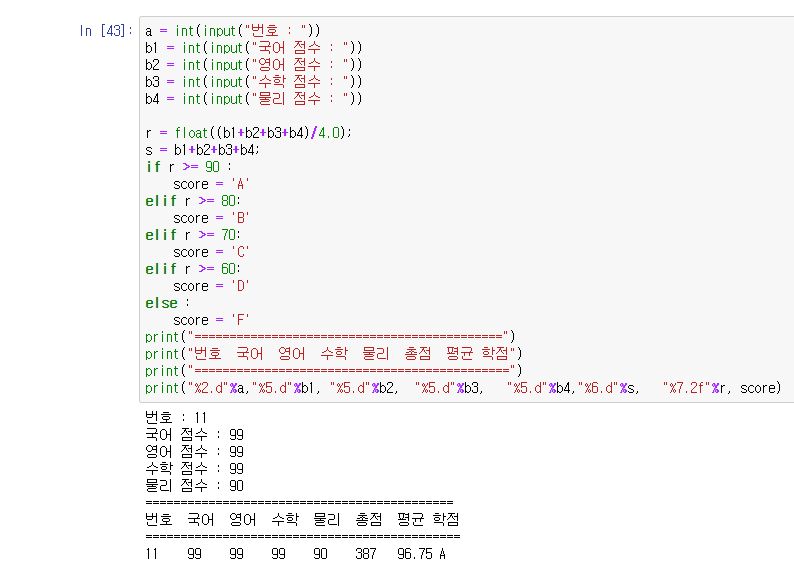 In [43]:
a = int(input("번호 : "))
b1 = int(input("국어 점수 : "))
b2 = int(input("영어 점수 : "))
b3 = int(input("수학 점수 : "))
b4 = int(input("물리 점수 : "))
r = float((b1+b2+b3+b4)/4.0);
s = b1+b2+b3+b4;
if r >= 90 :
    score = 'A'
elif r >= 80:
    score = 'B'
elif r >= 70:
    score = 'C'
elif r >= 60:
    score = 'D'
else :
    score = 'F'
print("============================================")
print("번호  국어  영어  수학  물리  총점  평균 학점")
print("=============================================")
print("%2.d"%a,"%5.d"%b1, "%5.d"%b2,  "%5.d"%b3,   "%5.d"%b4,"%6.d"%s,   "%7.2f"%r, score)
번호 : 11
국어 점수 : 99
영어 점수 : 99
수학 점수 : 99
물리 점수 : 90
============================================
번호  국어  영어  수학  물리  총점  평균 학점
=============================================
11    99    99    99    90    387   96.75 A